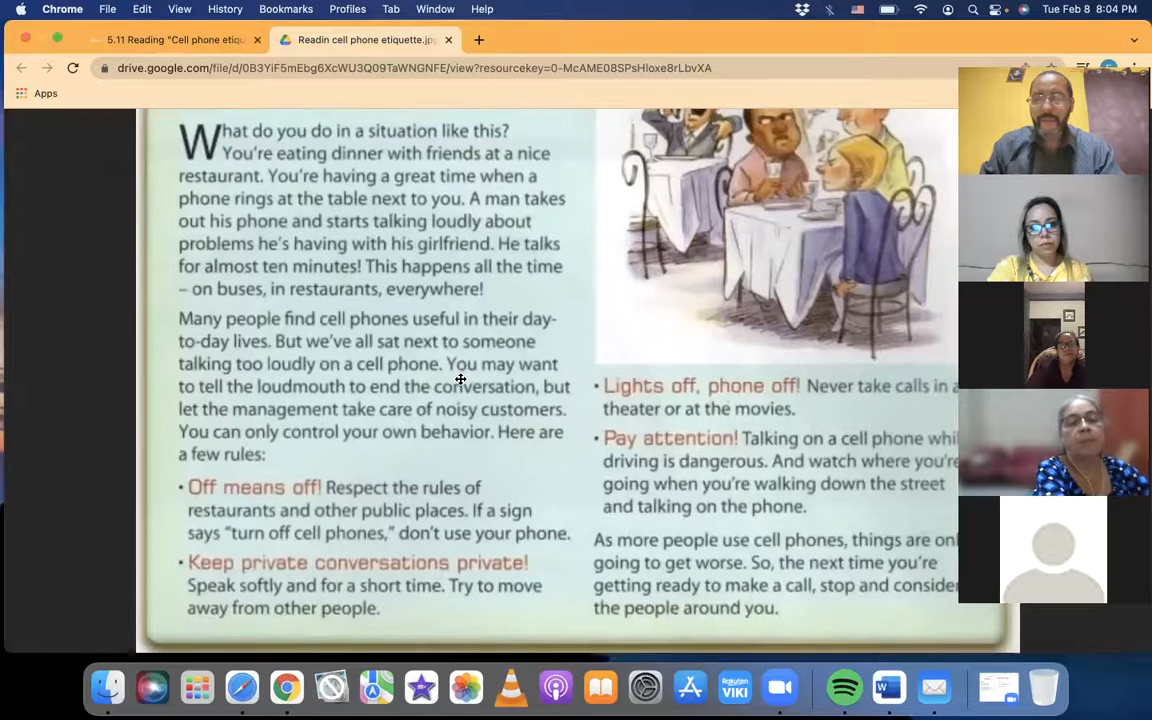 Chrome File Edit View History Bookmarks Profiles Tab Window Help Tue Feb 8 8:04 PM
5.11 Reading "Cell phone etiqu Readin cell phone etiquette.jpg
drive.google.com/file/d/0B3YiF5mEbg6XcWU3Q09TaWNGNFE/view?resourcekey=0-McAME08SPsHloxe8rLbvXA
Apps
What do you do in a situation like this?
You're eating dinner with friends at a nice
restaurant. You're having a great time when a
phone rings at the table next to you. A man takes
out his phone and starts talking loudly about
problems he's having with his girlfriend. He talks
for almost ten minutes! This happens all the time
– on buses, in restaurants, everywhere!
Many people find cell phones useful in their day-
to-day lives. But we've all sat next to someone
talking too loudly on a cell phone. You may want
to tell the loudmouth to end the conversation, but
let the management take care of noisy customers.
You can only control your own behavior. Here are
a few rules:
• Off means off! Respect the rules of
restaurants and other public places. If a sign
says "turn off cell phones," don't use your phone.
• Keep private conversations private!
Speak softly and for a short time. Try to move
away from other people.
• Lights off, phone off! Never take calls in a
theater or at the movies.
• Pay attention! Talking on a cell phone whil
driving is dangerous. And watch where you're
going when you're walking down the street
and talking on the phone.
As more people use cell phones, things are onl
going to get worse. So, the next time you're
getting ready to make a call, stop and consider
the people around you.
Rakuten
VIKI